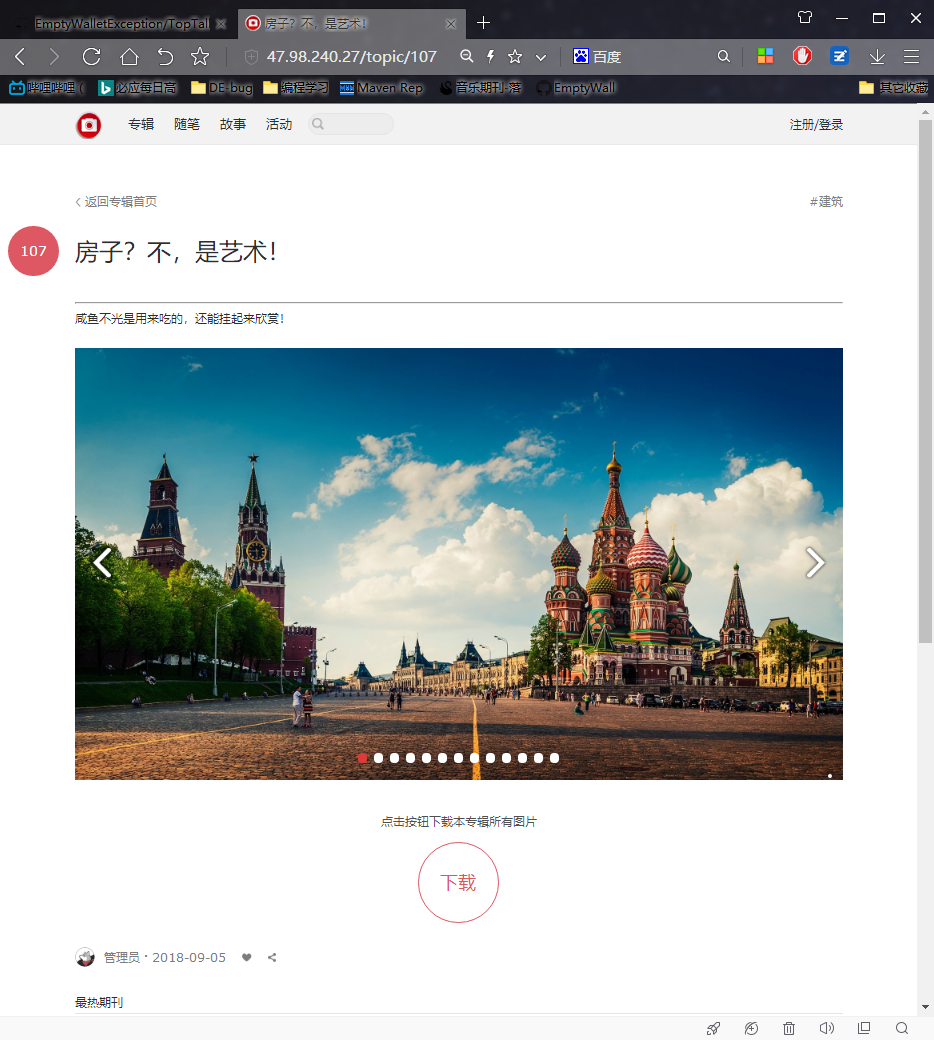 EmptyWalletException/TopTal
房子？不，是艺术！
47.98.240.27/topic/107
百度
哔哩哔哩 (
必应每日高
DE-bug
编程学习
Maven Rep
音乐期刊-落
EmptyWall
其它收藏
专辑 随笔 故事 活动
注册/登录
返回专辑首页
#建筑
107
房子？不，是艺术！
咸鱼不光是用来吃的，还能挂起来欣赏！
点击按钮下载本专辑所有图片
下载
管理员・2018-09-05
最热期刊